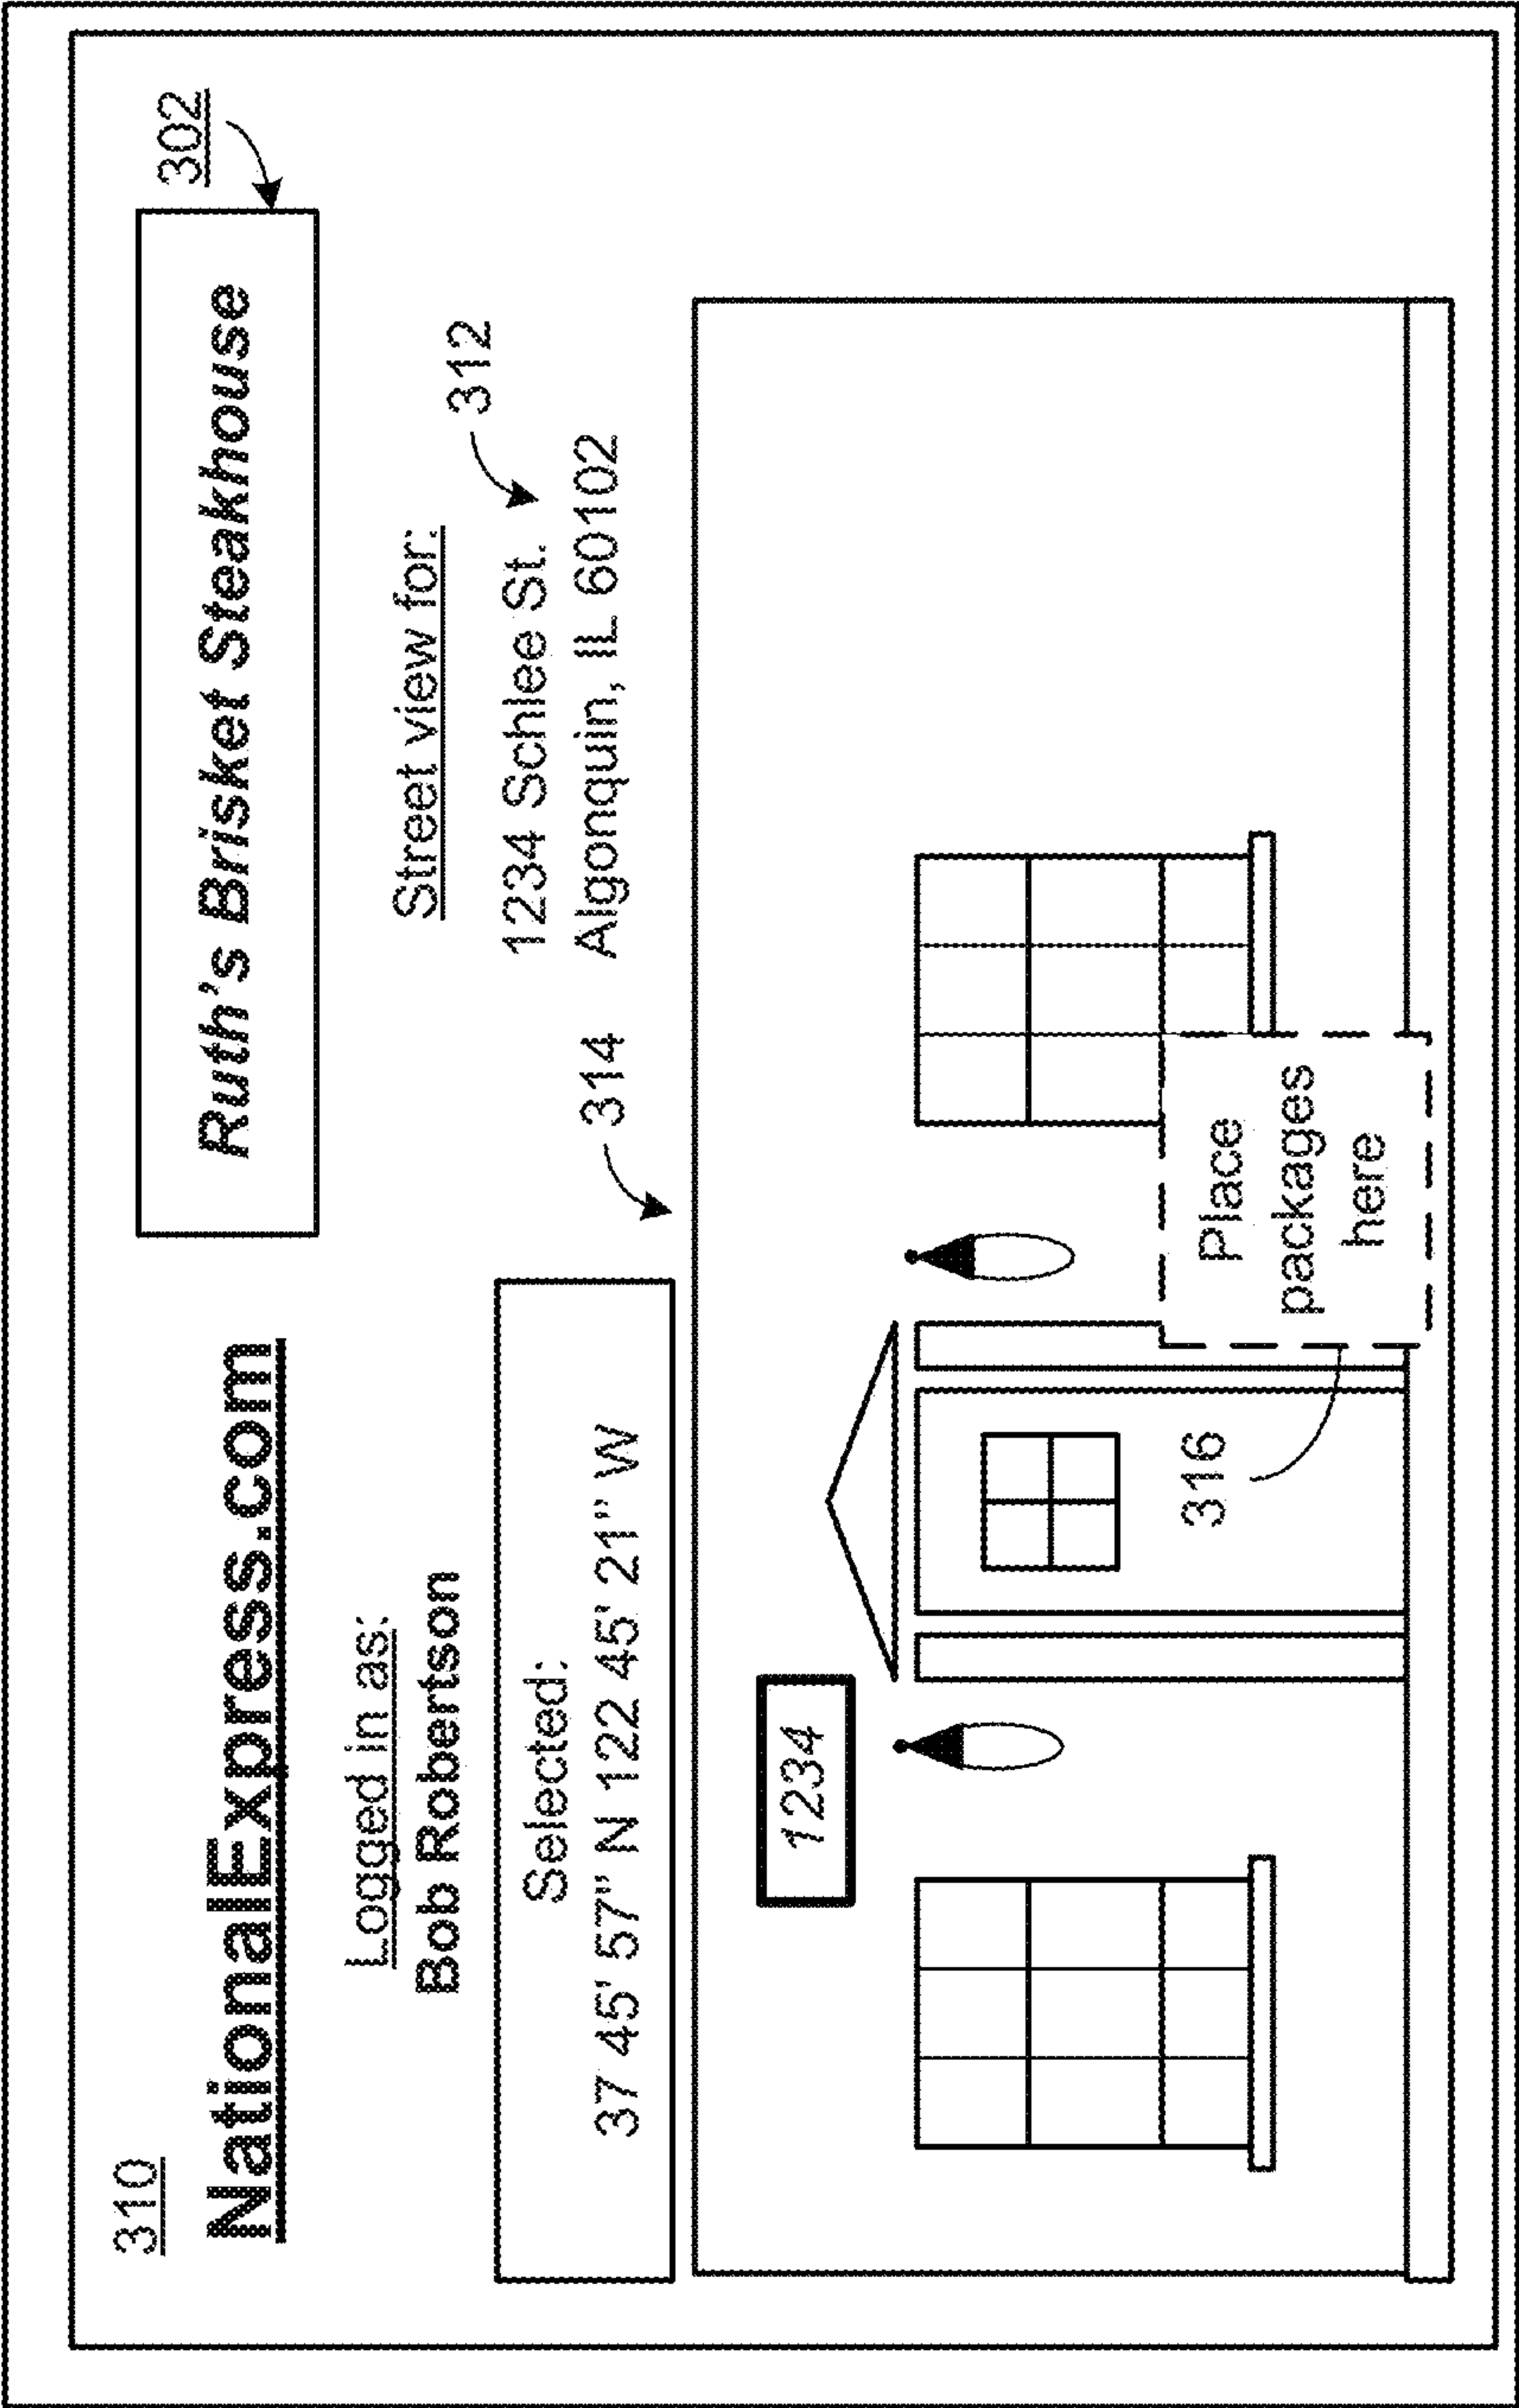 310
NationalExpress.com
Ruth's Brisket Steakhouse
302
Logged in as:
Bob Robertson
Street view for:
312
1234 Schlee St.
Algonquin, IL 60102
Selected:
37 45' 57" N 122 45' 21" W
314
1234
316
Place
packages
here